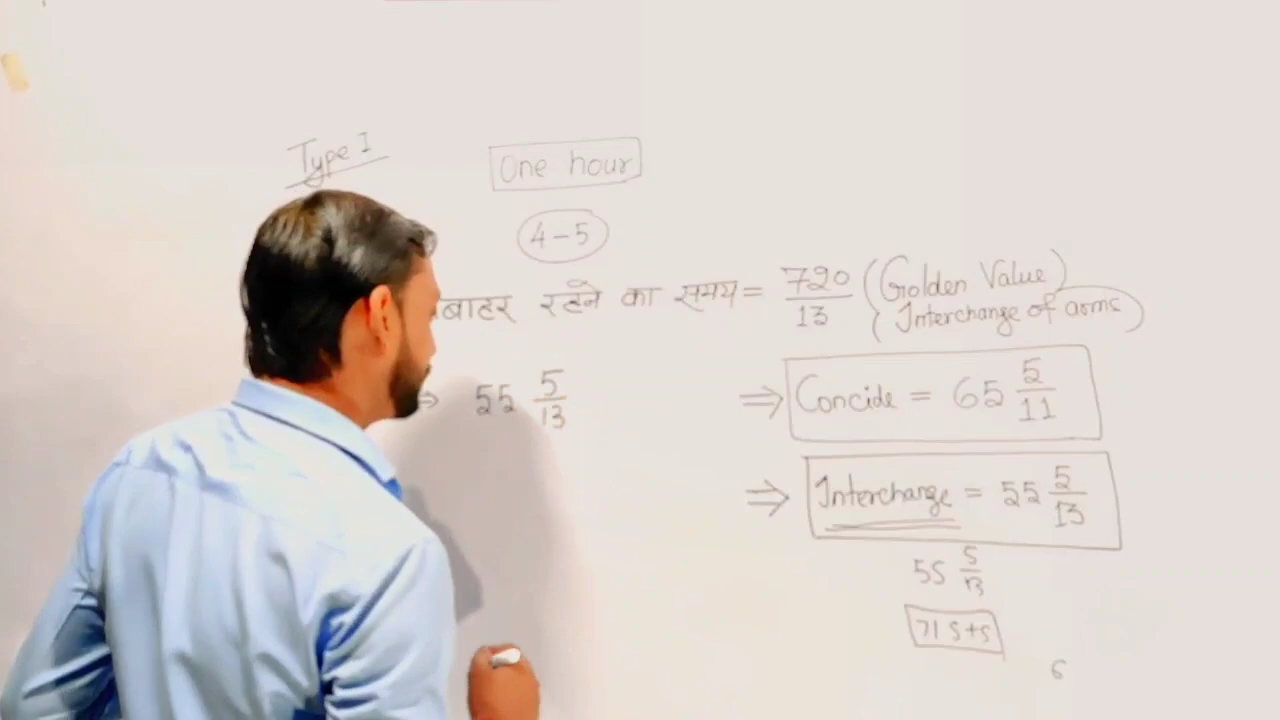 Type I
One hour
4-5
बाहर रहने का समय = 720/13 (Golden Value)
(Interchange of arms)
⇒ 55 5/13
⇒ Concide = 65 5/11
⇒ Interchange = 55 5/13
55 5/13
715+5
6